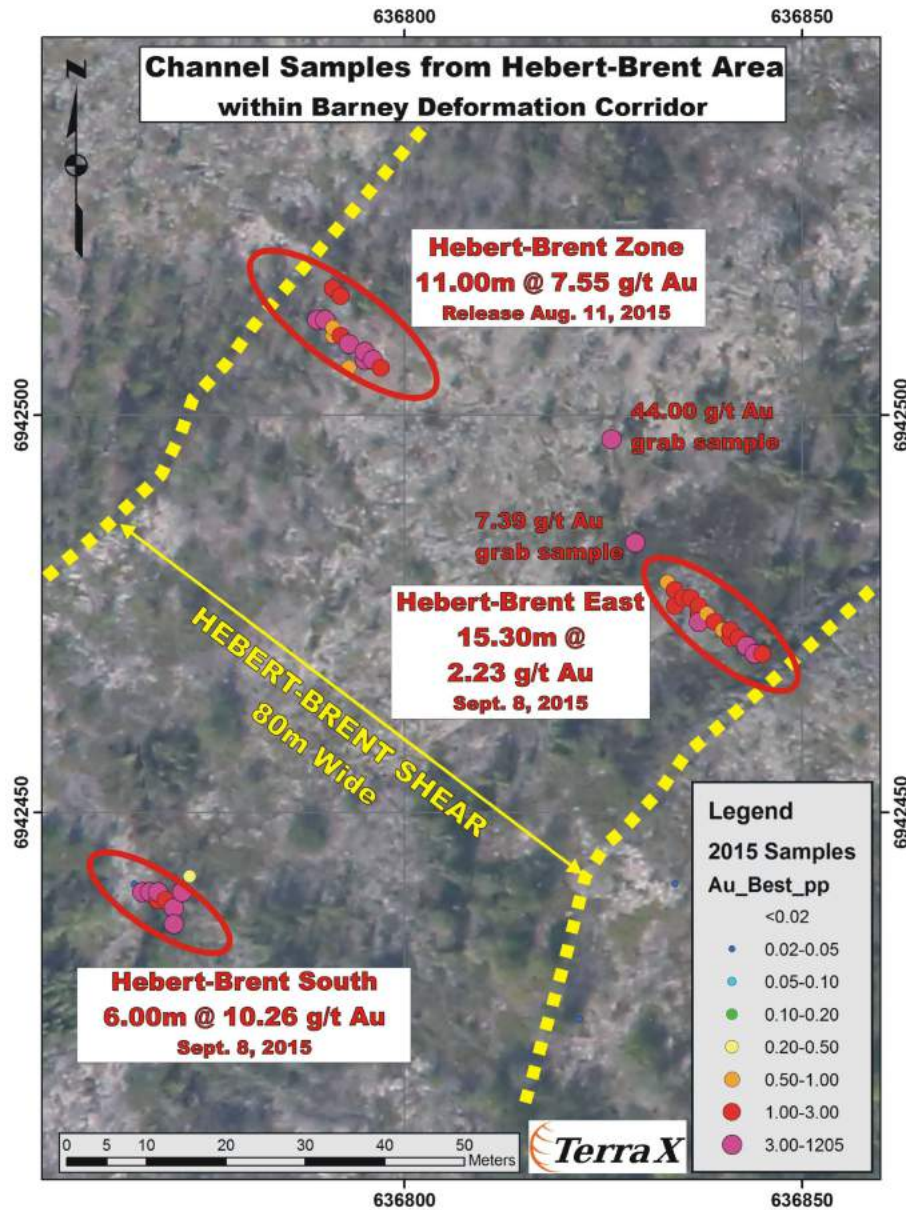 636800
636850
Channel Samples from Hebert-Brent Area
within Barney Deformation Corridor
N
Hebert-Brent Zone
11.00m @ 7.55 g/t Au
Release Aug. 11, 2015
6942500
6942500
44.00 g/t Au
grab sample
7.39 g/t Au
grab sample
Hebert-Brent East
15.30m @
2.23 g/t Au
Sept. 8, 2015
HEBERT-BRENT SHEAR
80m Wide
6942450
6942450
Hebert-Brent South
6.00m @ 10.26 g/t Au
Sept. 8, 2015
Legend
2015 Samples
Au_Best_pp
<0.02
0.02-0.05
0.05-0.10
0.10-0.20
0.20-0.50
0.50-1.00
1.00-3.00
3.00-1205
0 5 10 20 30 40 50
Meters
TerraX
636800
636850